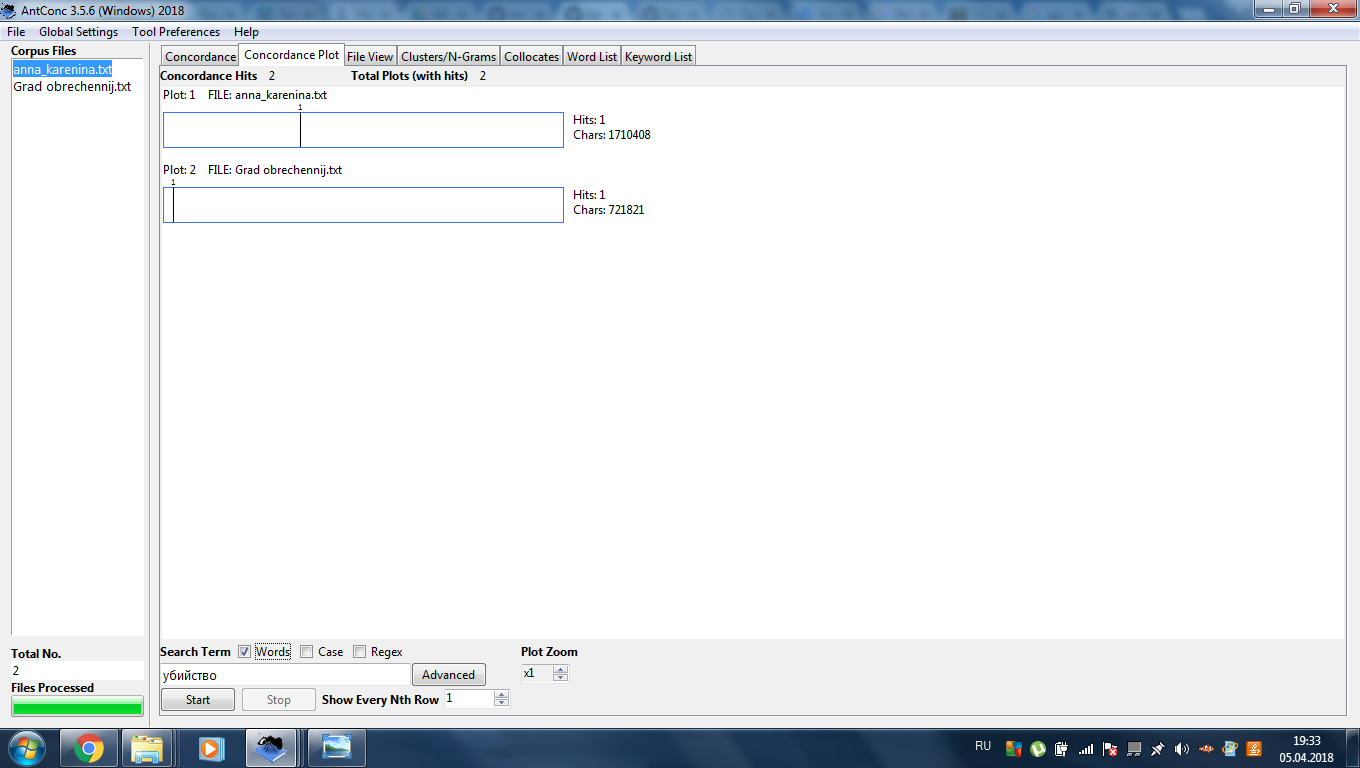 AntConc 3.5.6 (Windows) 2018
File Global Settings Tool Preferences Help
Corpus Files
anna_karenina.txt
Grad obrechennij.txt
Total No.
2
Files Processed
Concordance Concordance Plot File View Clusters/N-Grams Collocates Word List Keyword List
Concordance Hits 2 Total Plots (with hits) 2
Plot: 1 FILE: anna_karenina.txt
1
Hits: 1
Chars: 1710408
Plot: 2 FILE: Grad obrechennij.txt
1
Hits: 1
Chars: 721821
Search Term Words Case Regex Plot Zoom
убийство Advanced x1
Start Stop Show Every Nth Row 1
RU
19:33
05.04.2018